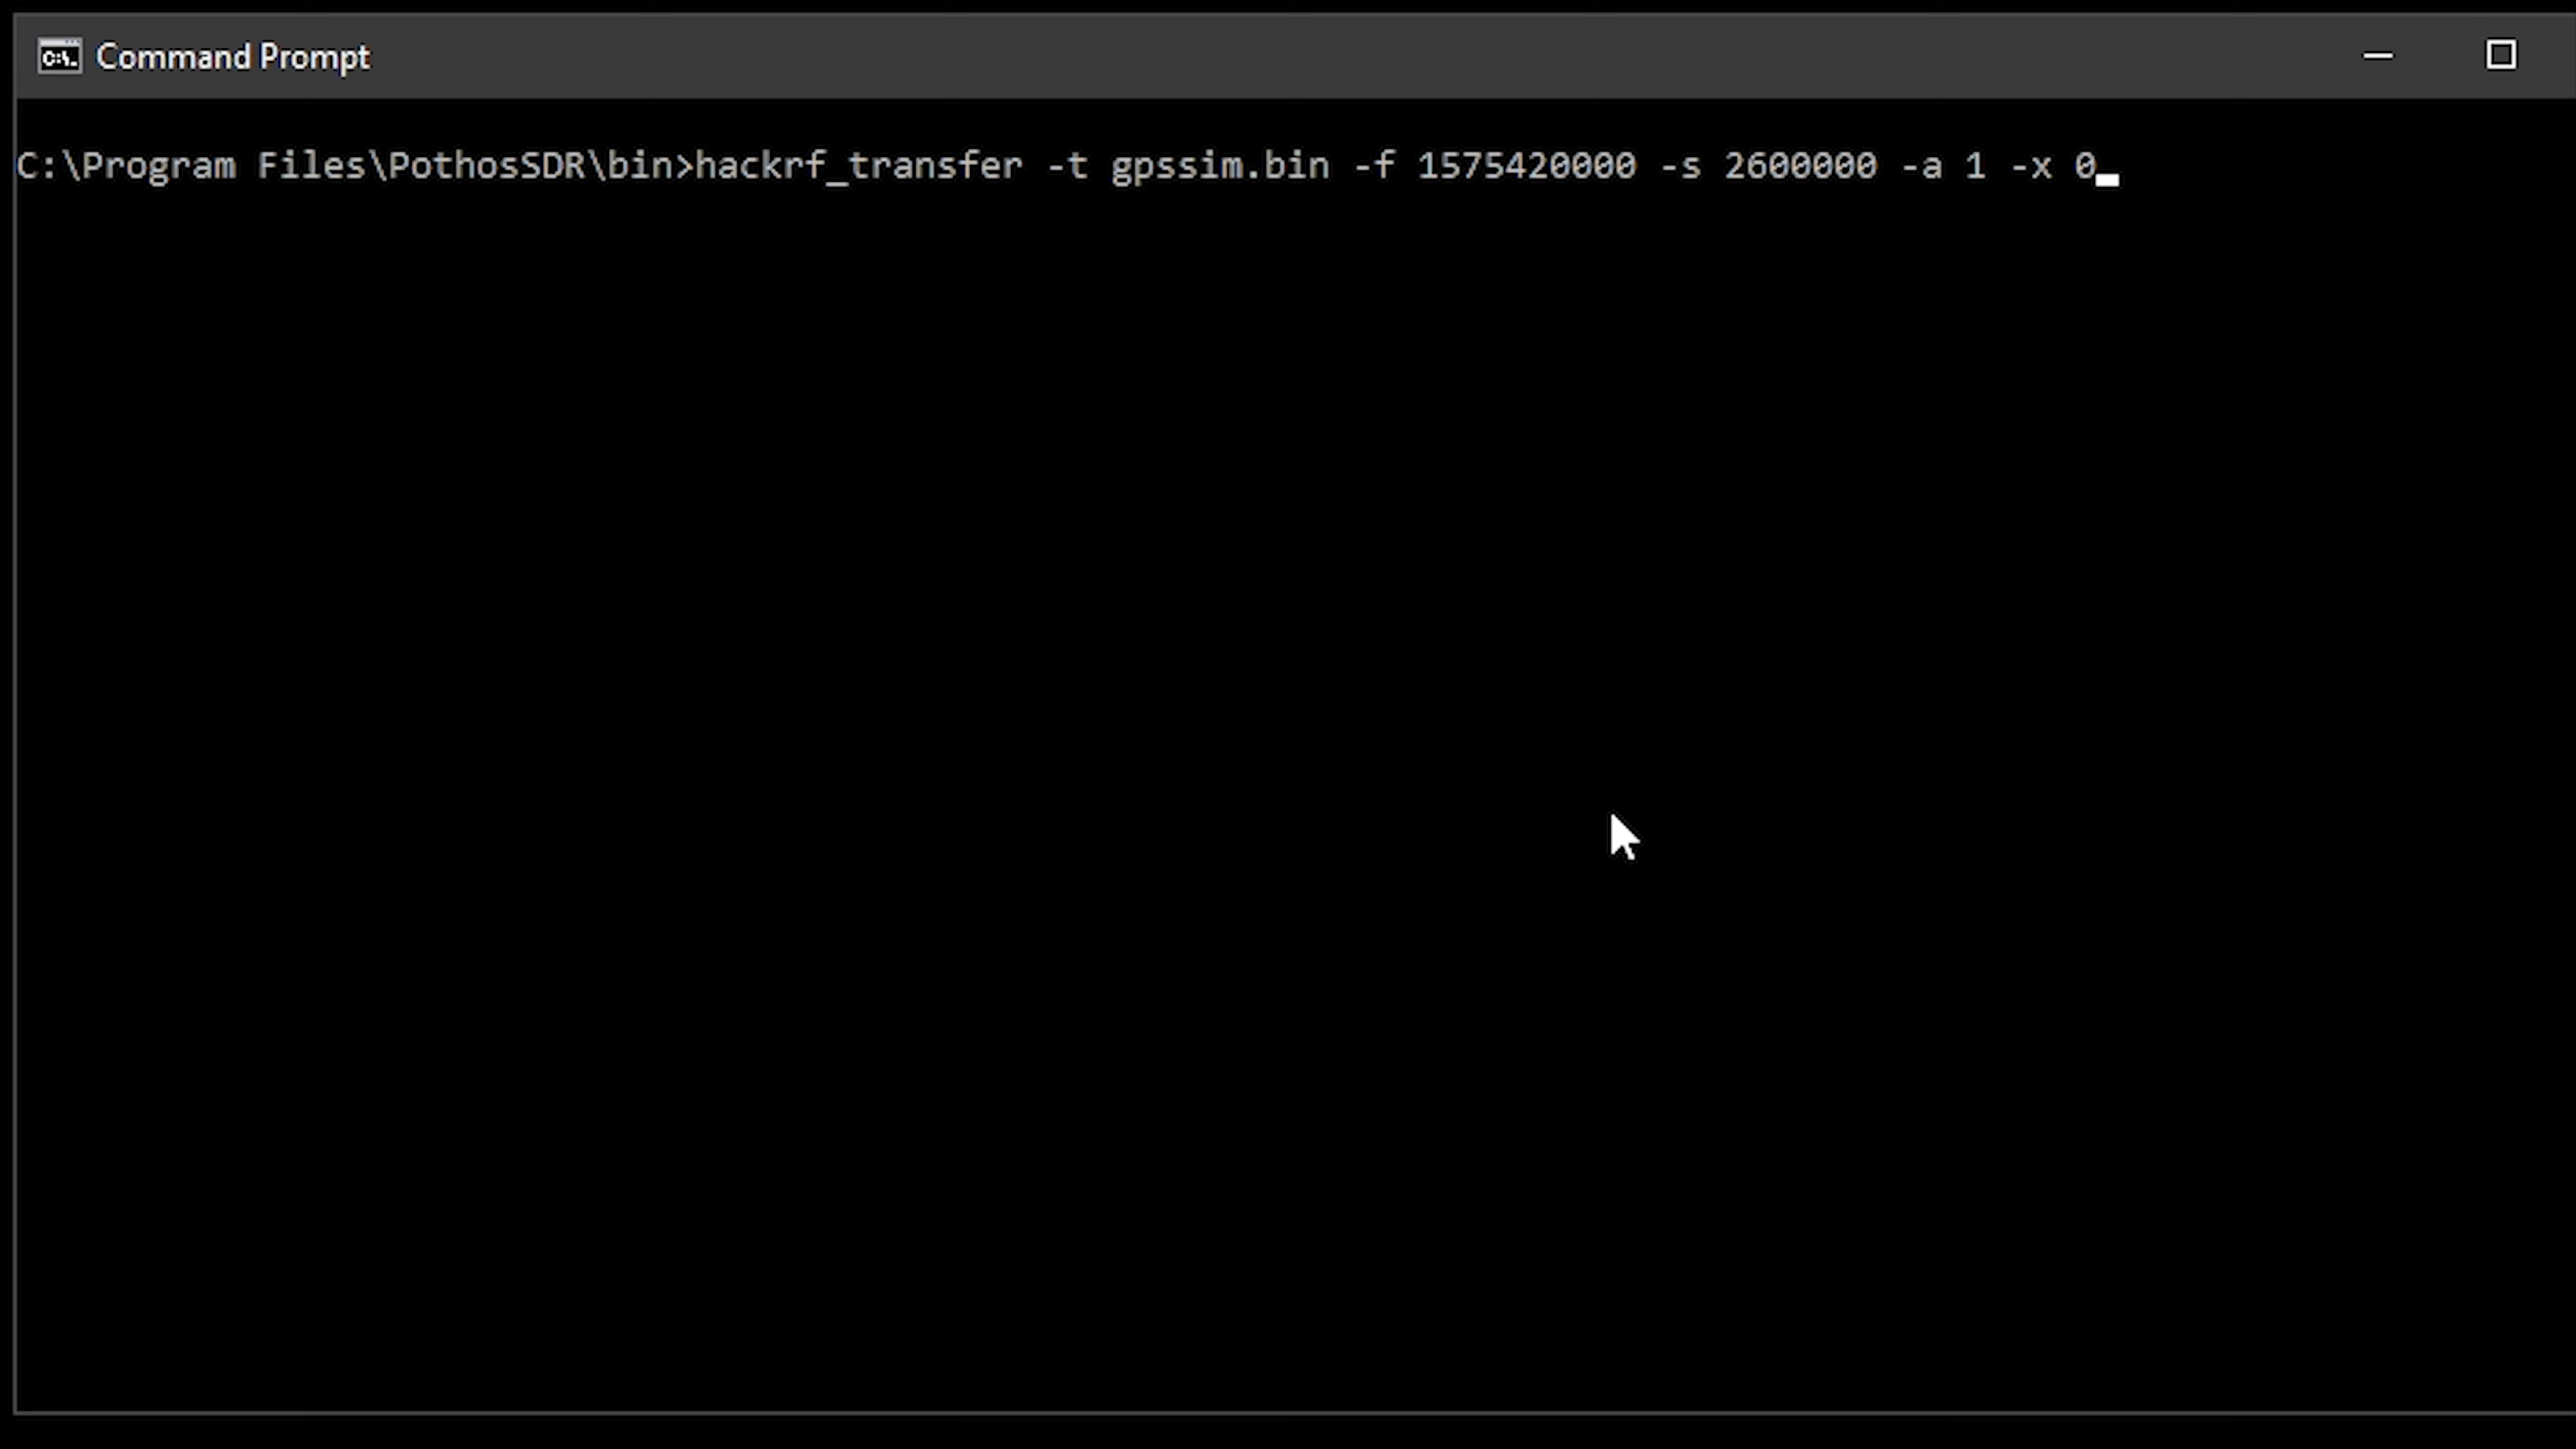 Command Prompt
C:\Program Files\PothosSDR\bin>hackrf_transfer -t gpssim.bin -f 1575420000 -s 2600000 -a 1 -x 0